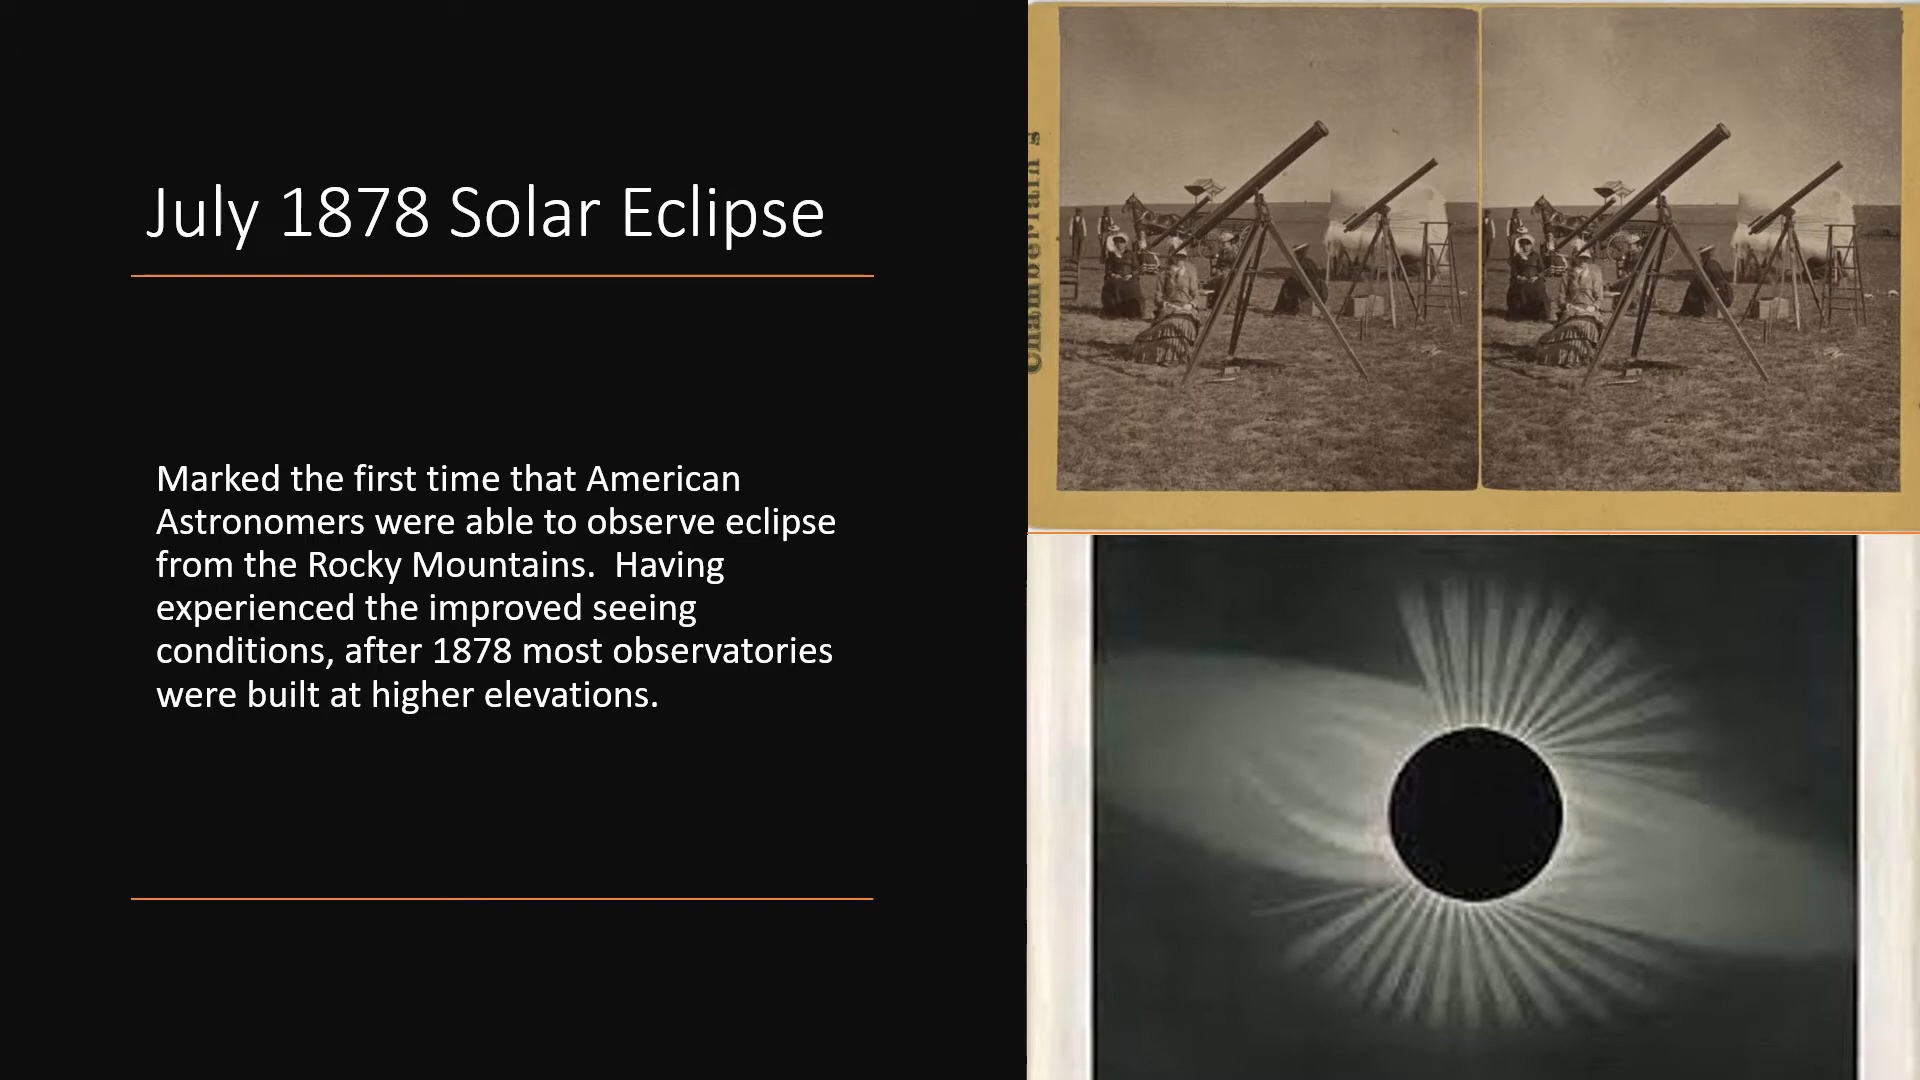 July 1878 Solar Eclipse
Marked the first time that American
Astronomers were able to observe eclipse
from the Rocky Mountains.  Having
experienced the improved seeing
conditions, after 1878 most observatories
were built at higher elevations.
Chamberlain's